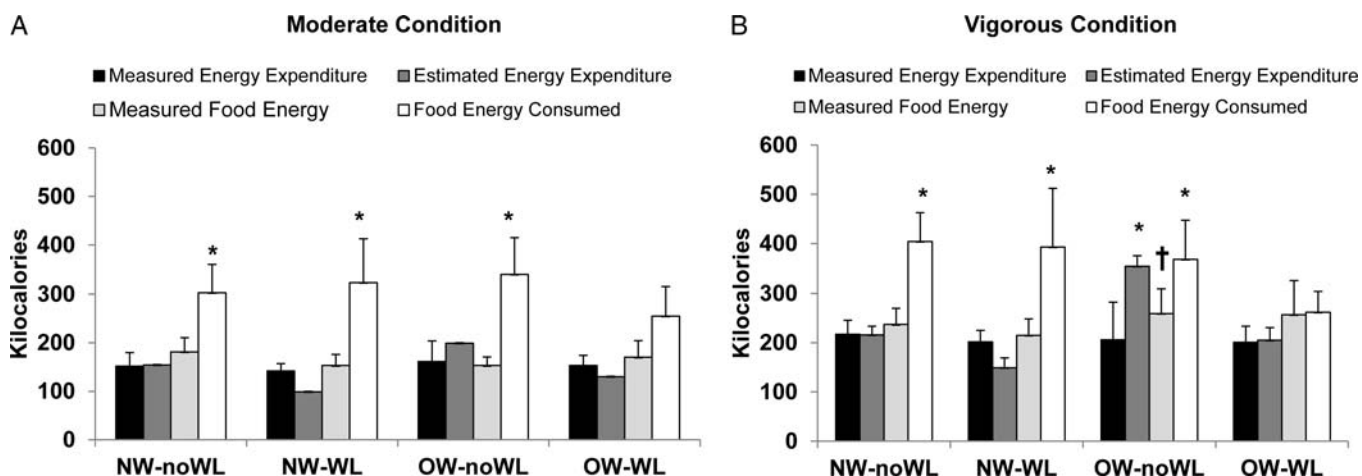 A Moderate Condition
Measured Energy Expenditure Estimated Energy Expenditure
Measured Food Energy Food Energy Consumed
Kilocalories
600
500
400
300
200
100
0
* * *
NW-noWL NW-WL OW-noWL OW-WL
B Vigorous Condition
Measured Energy Expenditure Estimated Energy Expenditure
Measured Food Energy Food Energy Consumed
Kilocalories
600
500
400
300
200
100
0
* * * † *
NW-noWL NW-WL OW-noWL OW-WL